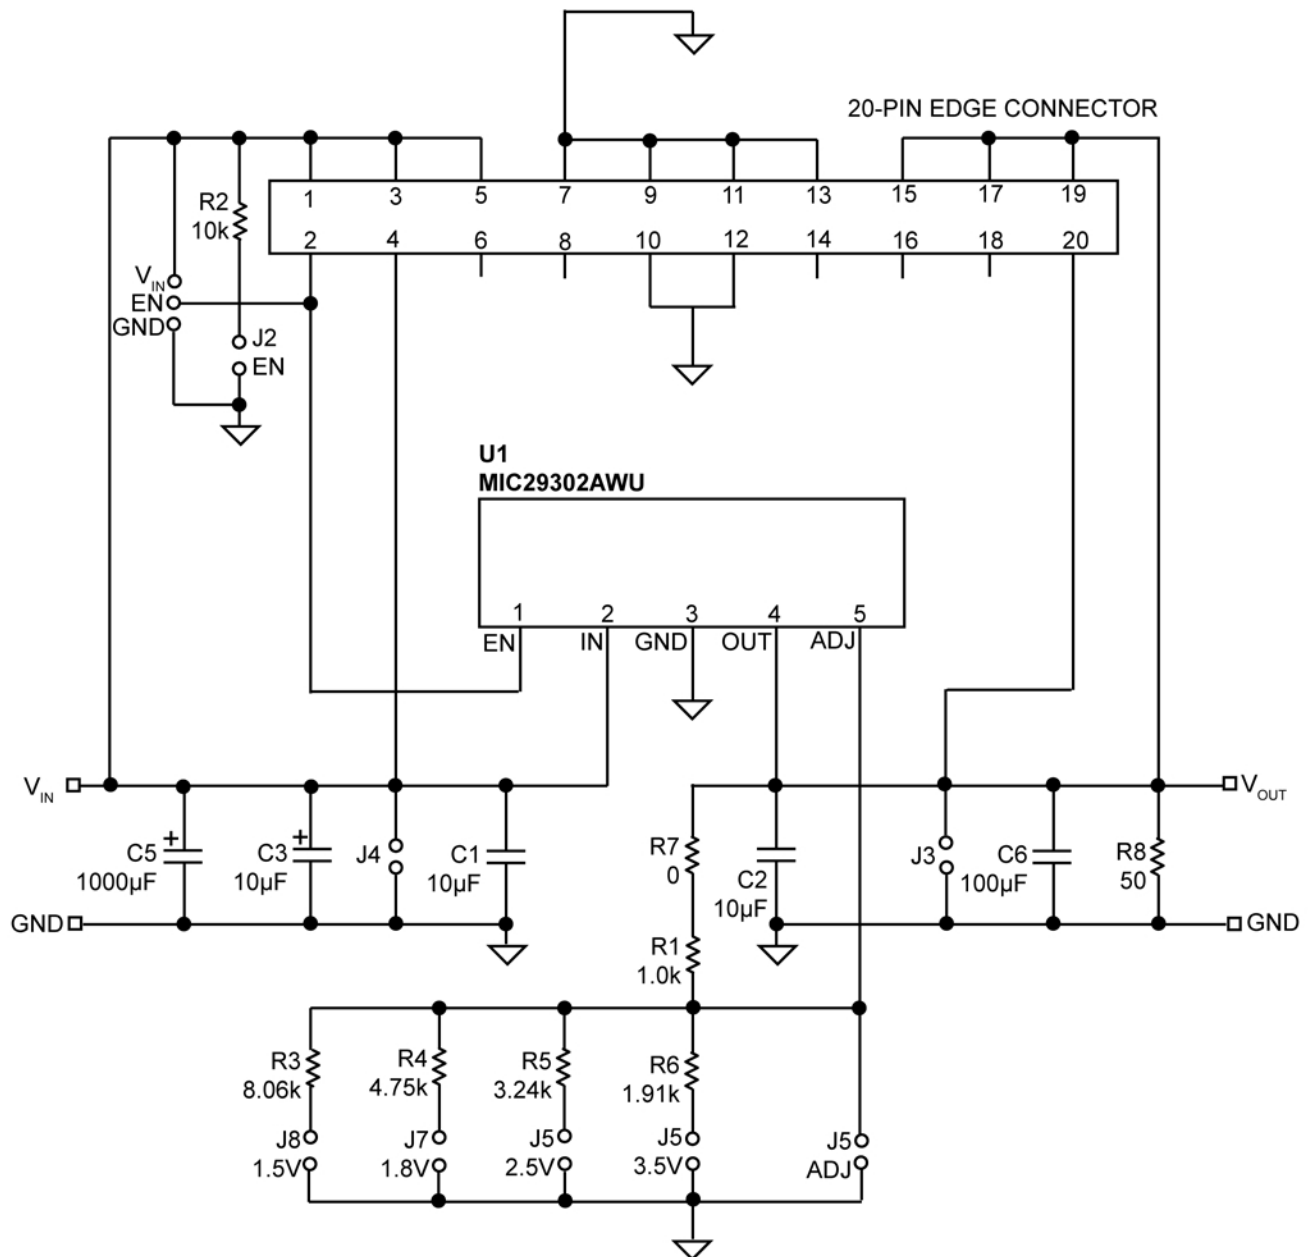 20-PIN EDGE CONNECTOR
1 3 5 7 9 11 13 15 17 19
2 4 6 8 10 12 14 16 18 20
R2
10k
VIN
EN
GND
J2
EN
U1
MIC29302AWU
1 2 3 4 5
EN IN GND OUT ADJ
VIN
VOUT
+
C5
1000µF
+
C3
10µF
J4
C1
10µF
R7
0
C2
10µF
J3
C6
100µF
R8
50
GND
GND
R1
1.0k
R3
8.06k
R4
4.75k
R5
3.24k
R6
1.91k
J8
1.5V
J7
1.8V
J5
2.5V
J5
3.5V
J5
ADJ